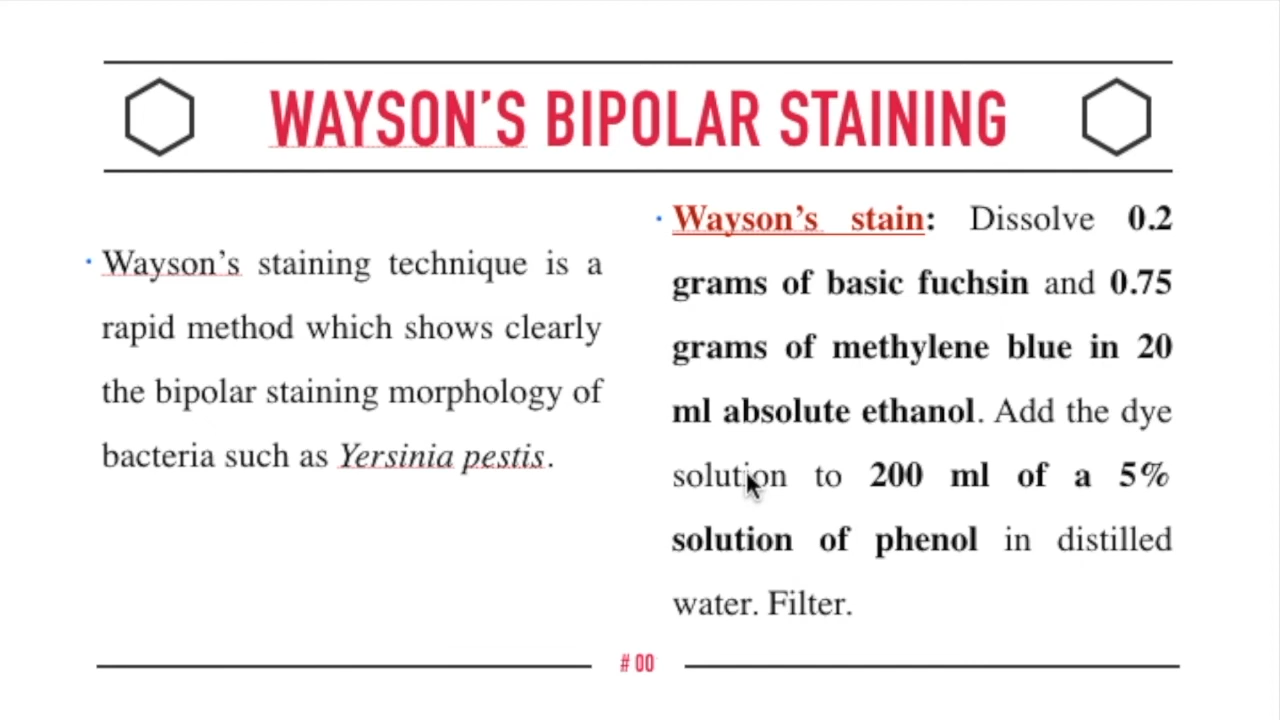 WAYSON’S BIPOLAR STAINING
Wayson’s staining technique is a
rapid method which shows clearly
the bipolar staining morphology of
bacteria such as Yersinia pestis.
Wayson’s stain: Dissolve 0.2
grams of basic fuchsin and 0.75
grams of methylene blue in 20
ml absolute ethanol. Add the dye
solution to 200 ml of a 5%
solution of phenol in distilled
water. Filter.
# 00